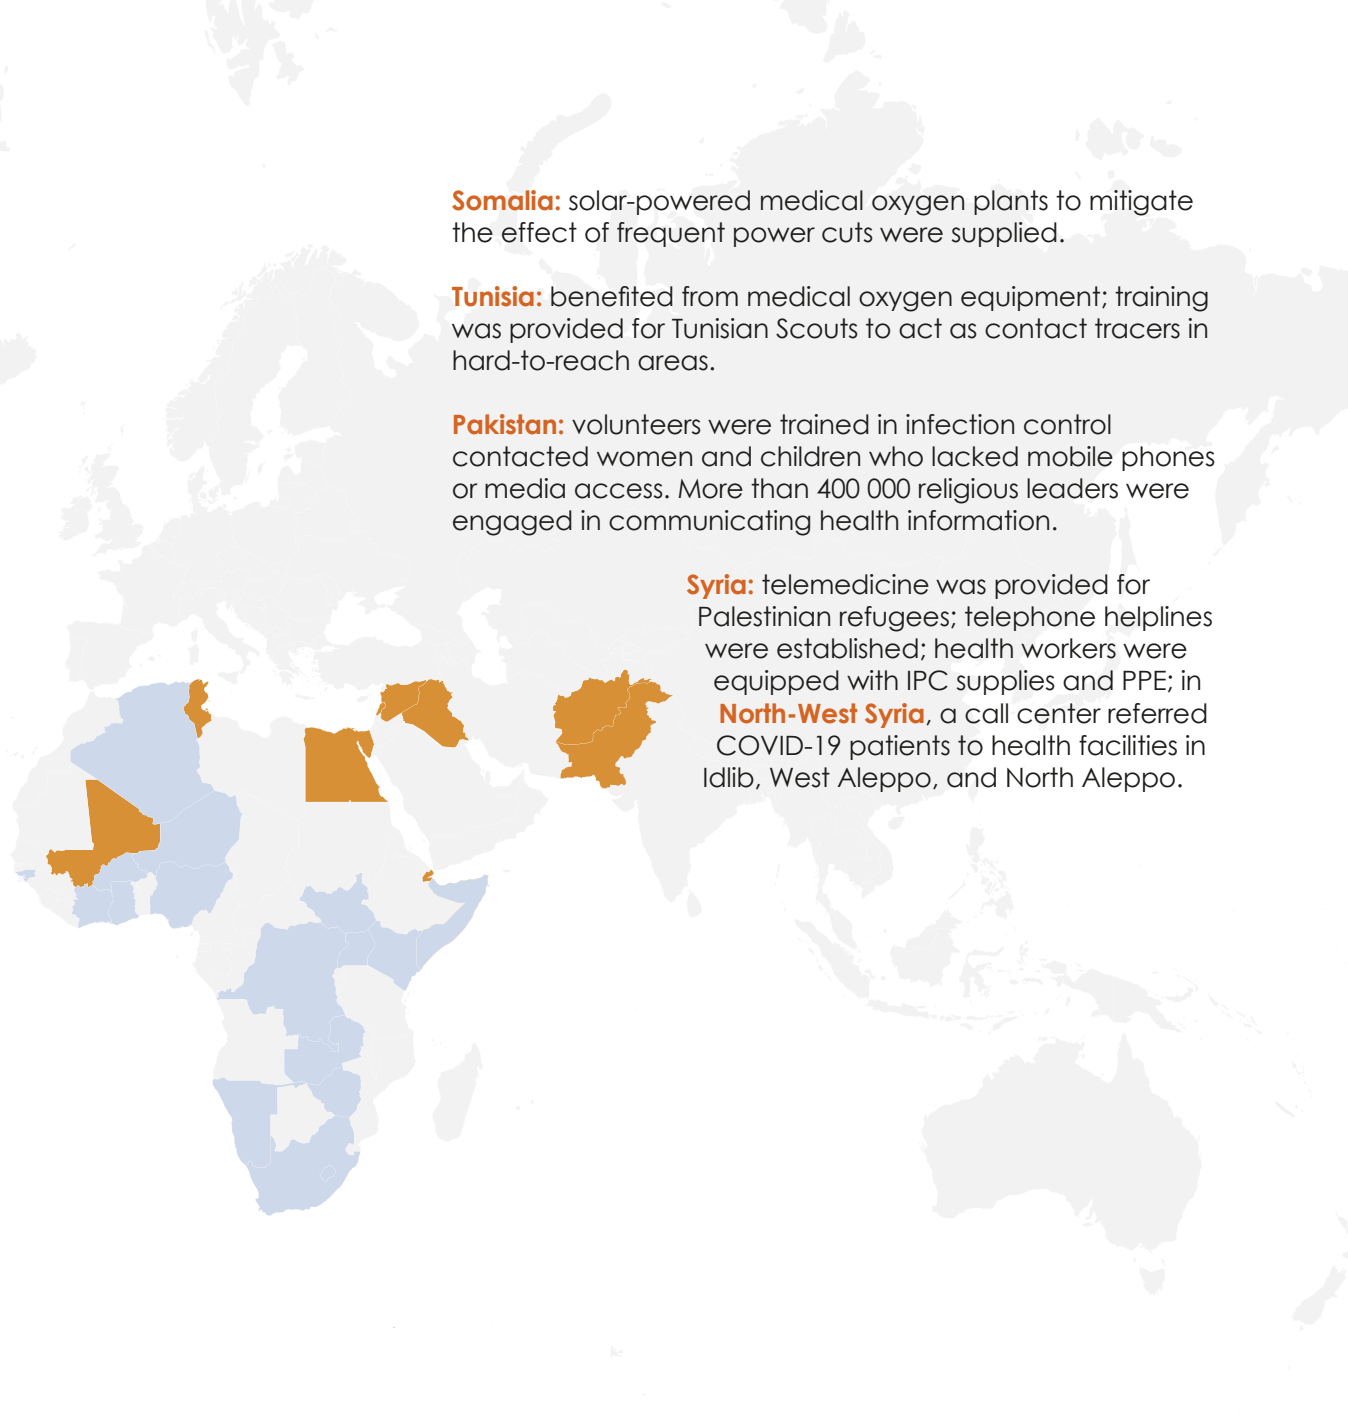 Somalia: solar-powered medical oxygen plants to mitigate
the effect of frequent power cuts were supplied.
Tunisia: benefited from medical oxygen equipment; training
was provided for Tunisian Scouts to act as contact tracers in
hard-to-reach areas.
Pakistan: volunteers were trained in infection control
contacted women and children who lacked mobile phones
or media access. More than 400 000 religious leaders were
engaged in communicating health information.
Syria: telemedicine was provided for
Palestinian refugees; telephone helplines
were established; health workers were
equipped with IPC supplies and PPE; in
North-West Syria, a call center referred
COVID-19 patients to health facilities in
Idlib, West Aleppo, and North Aleppo.